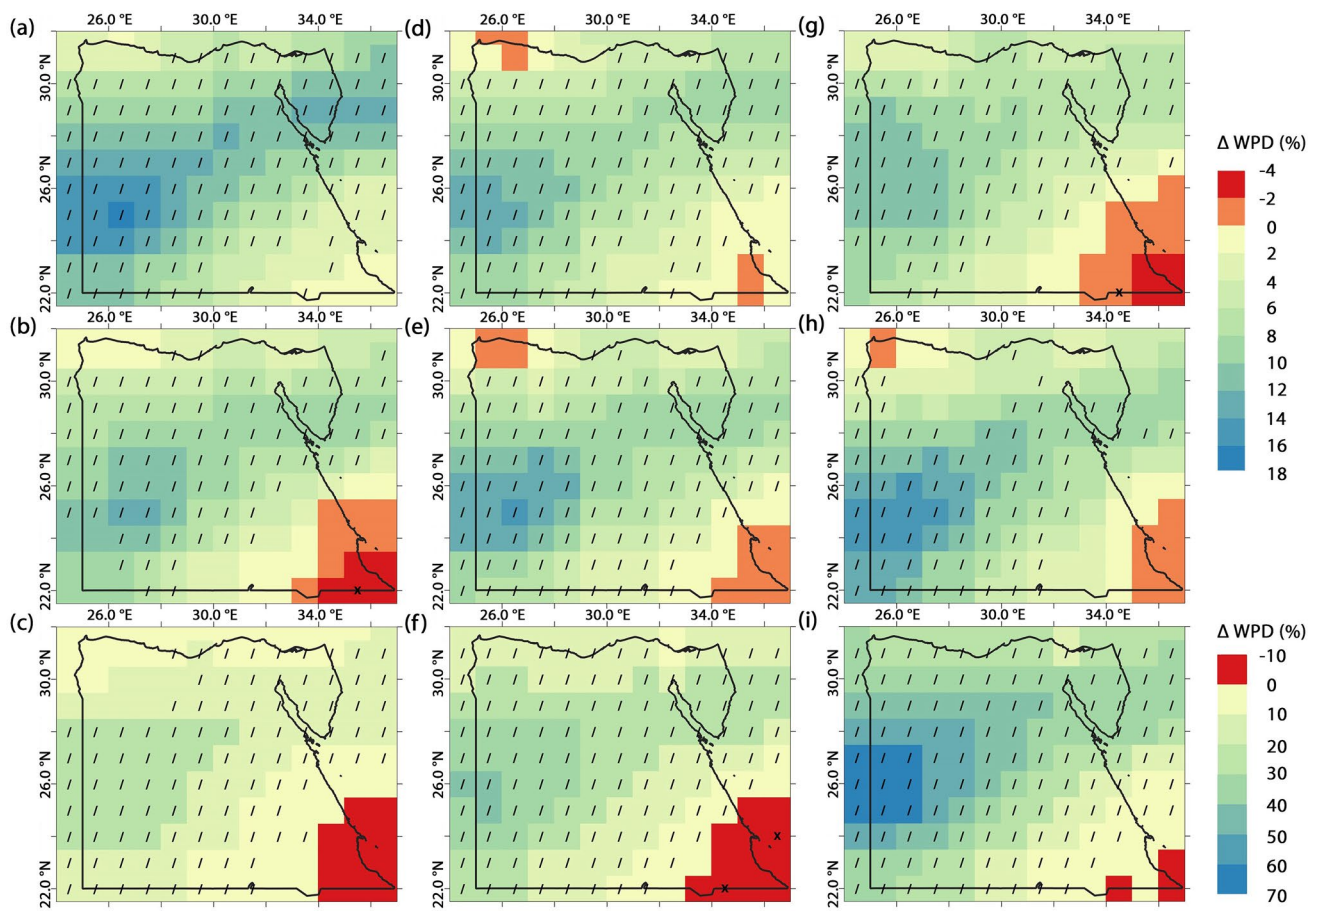 (a) 26.0 °E 30.0 °E 34.0 °E (d) 26.0 °E 30.0 °E 34.0 °E (g) 26.0 °E 30.0 °E 34.0 °E
30.0 °N
26.0 °N
22.0 °N
30.0 °N
26.0 °N
22.0 °N
30.0 °N
26.0 °N
22.0 °N
Δ WPD (%)
-4
-2
0
2
4
6
8
10
12
14
16
18
(b) 26.0 °E 30.0 °E 34.0 °E (e) 26.0 °E 30.0 °E 34.0 °E (h) 26.0 °E 30.0 °E 34.0 °E
30.0 °N
26.0 °N
22.0 °N
x
30.0 °N
26.0 °N
22.0 °N
x
30.0 °N
26.0 °N
22.0 °N
(c) 26.0 °E 30.0 °E 34.0 °E (f) 26.0 °E 30.0 °E 34.0 °E (i) 26.0 °E 30.0 °E 34.0 °E
30.0 °N
26.0 °N
22.0 °N
30.0 °N
26.0 °N
22.0 °N
x
x
30.0 °N
26.0 °N
22.0 °N
Δ WPD (%)
-10
0
10
20
30
40
50
60
70